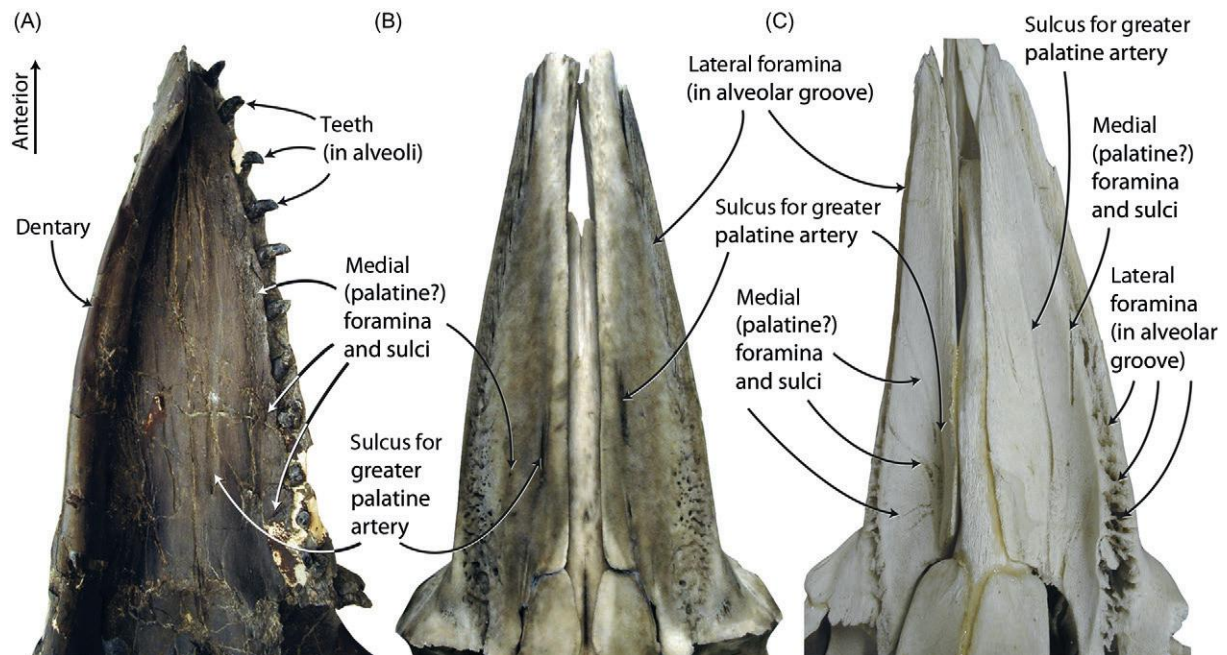 (A)
(B)
(C)
Anterior
Teeth
(in alveoli)
Dentary
Medial
(palatine?)
foramina
and sulci
Sulcus for
greater
palatine
artery
Lateral foramina
(in alveolar groove)
Sulcus for greater
palatine artery
Medial
(palatine?)
foramina
and sulci
Sulcus for greater
palatine artery
Medial
(palatine?)
foramina
and sulci
Lateral
foramina
(in alveolar
groove)